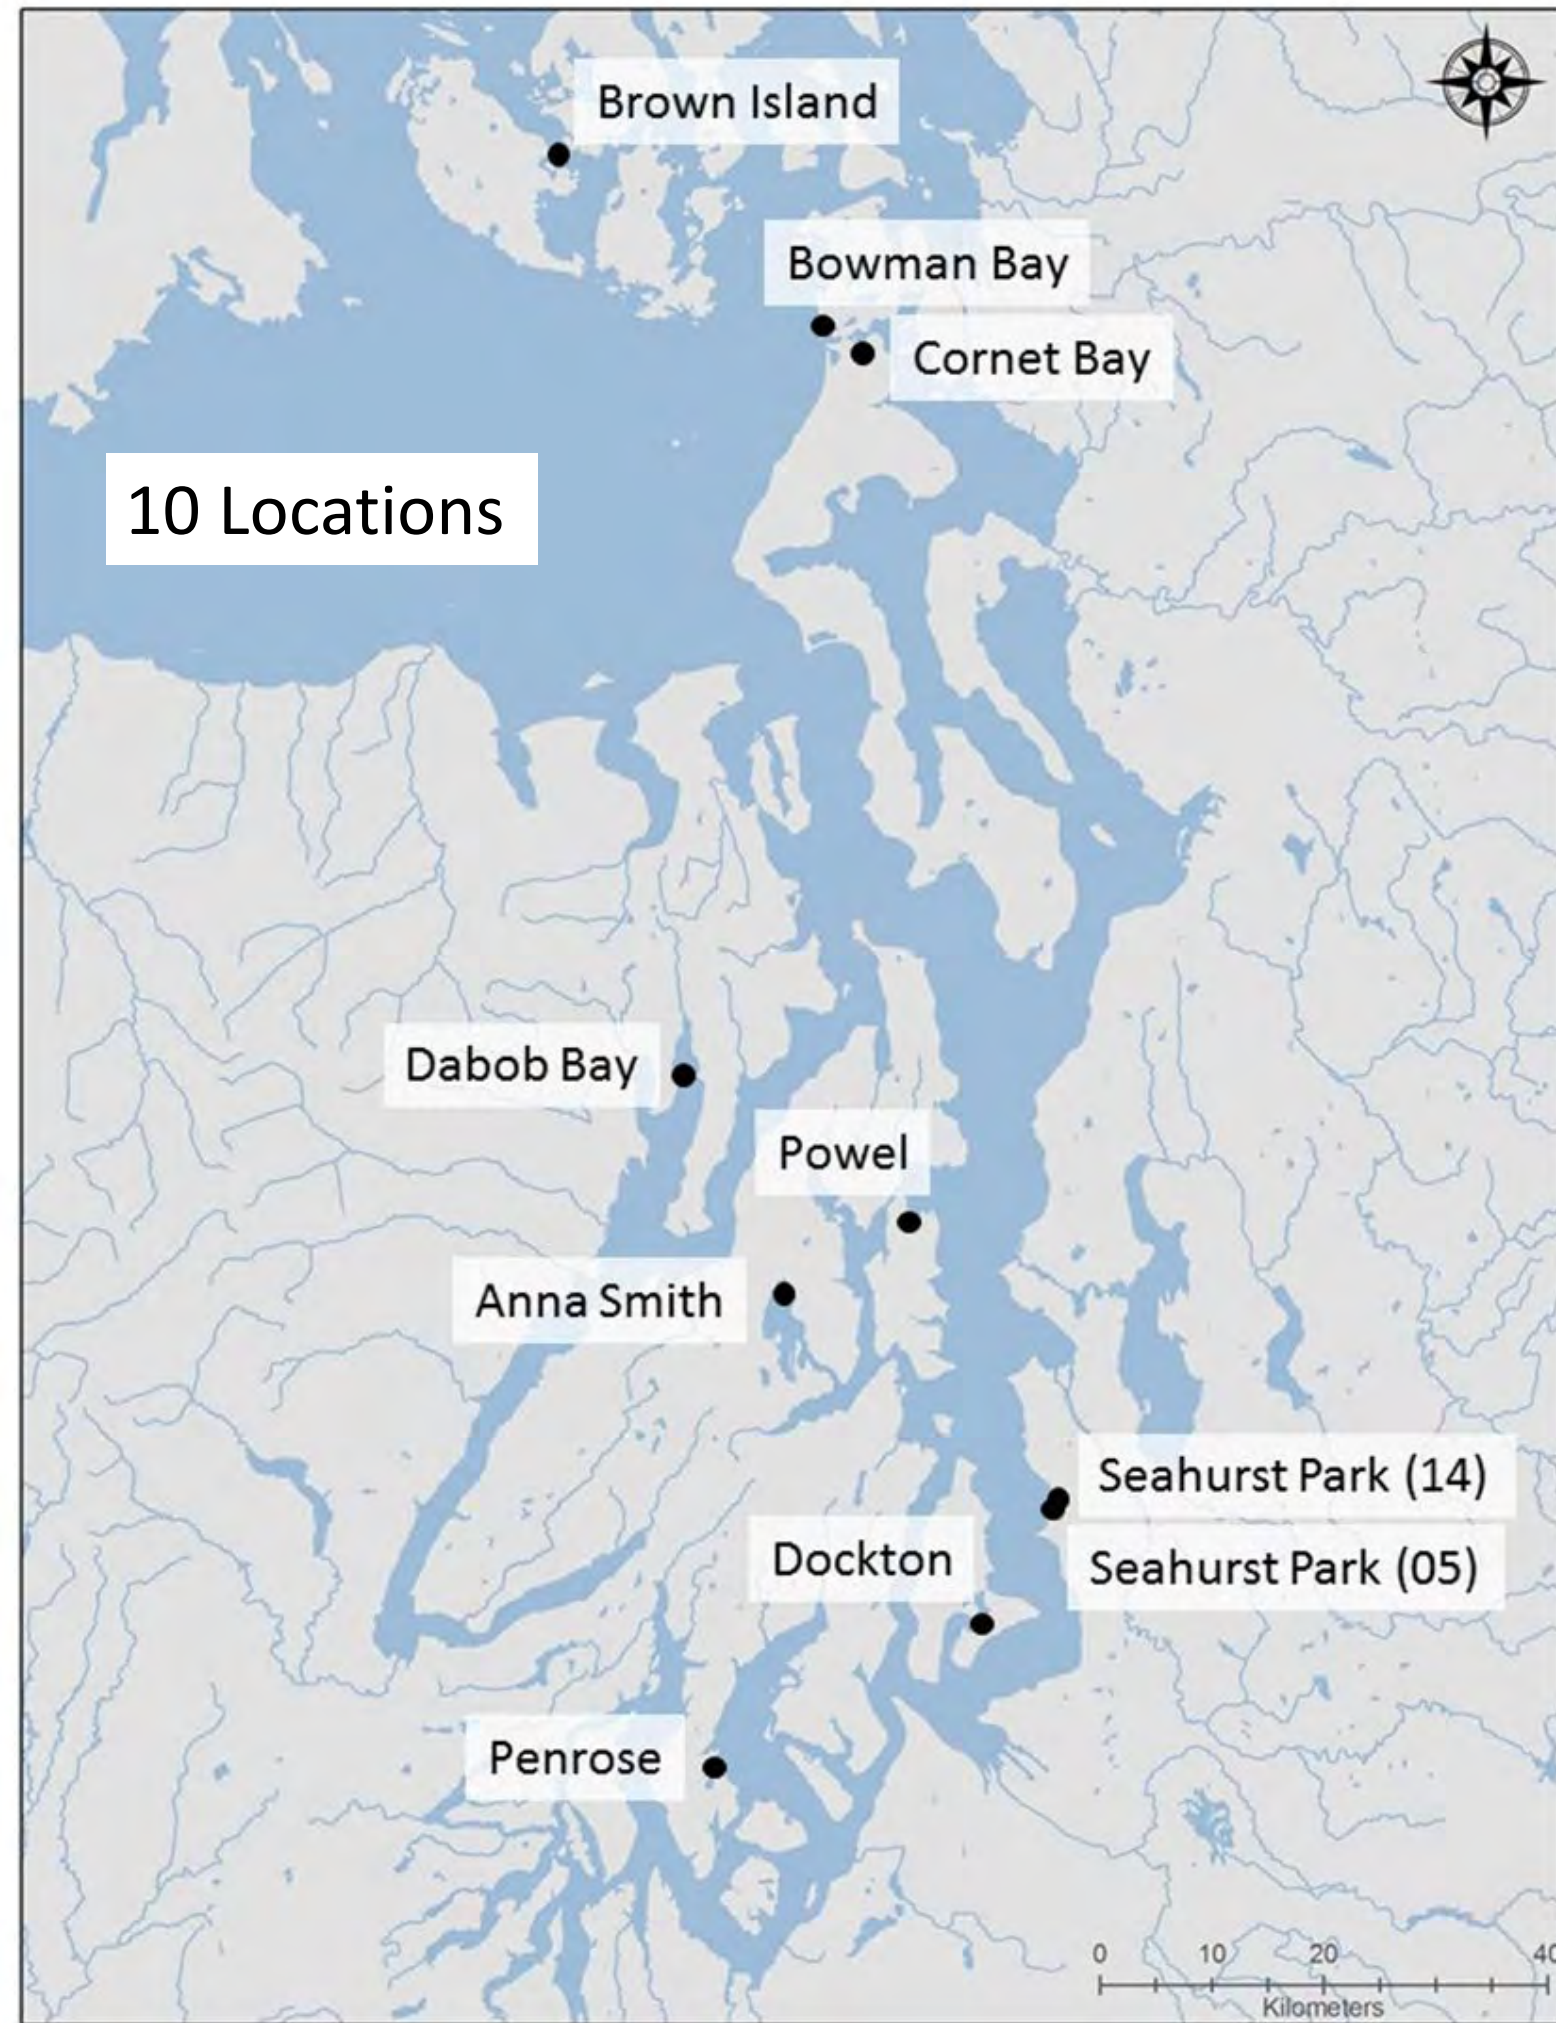 Brown Island
Bowman Bay
Cornet Bay
10 Locations
Dabob Bay
Powel
Anna Smith
Seahurst Park (14)
Dockton
Seahurst Park (05)
Penrose
0 10 20 40
Kilometers